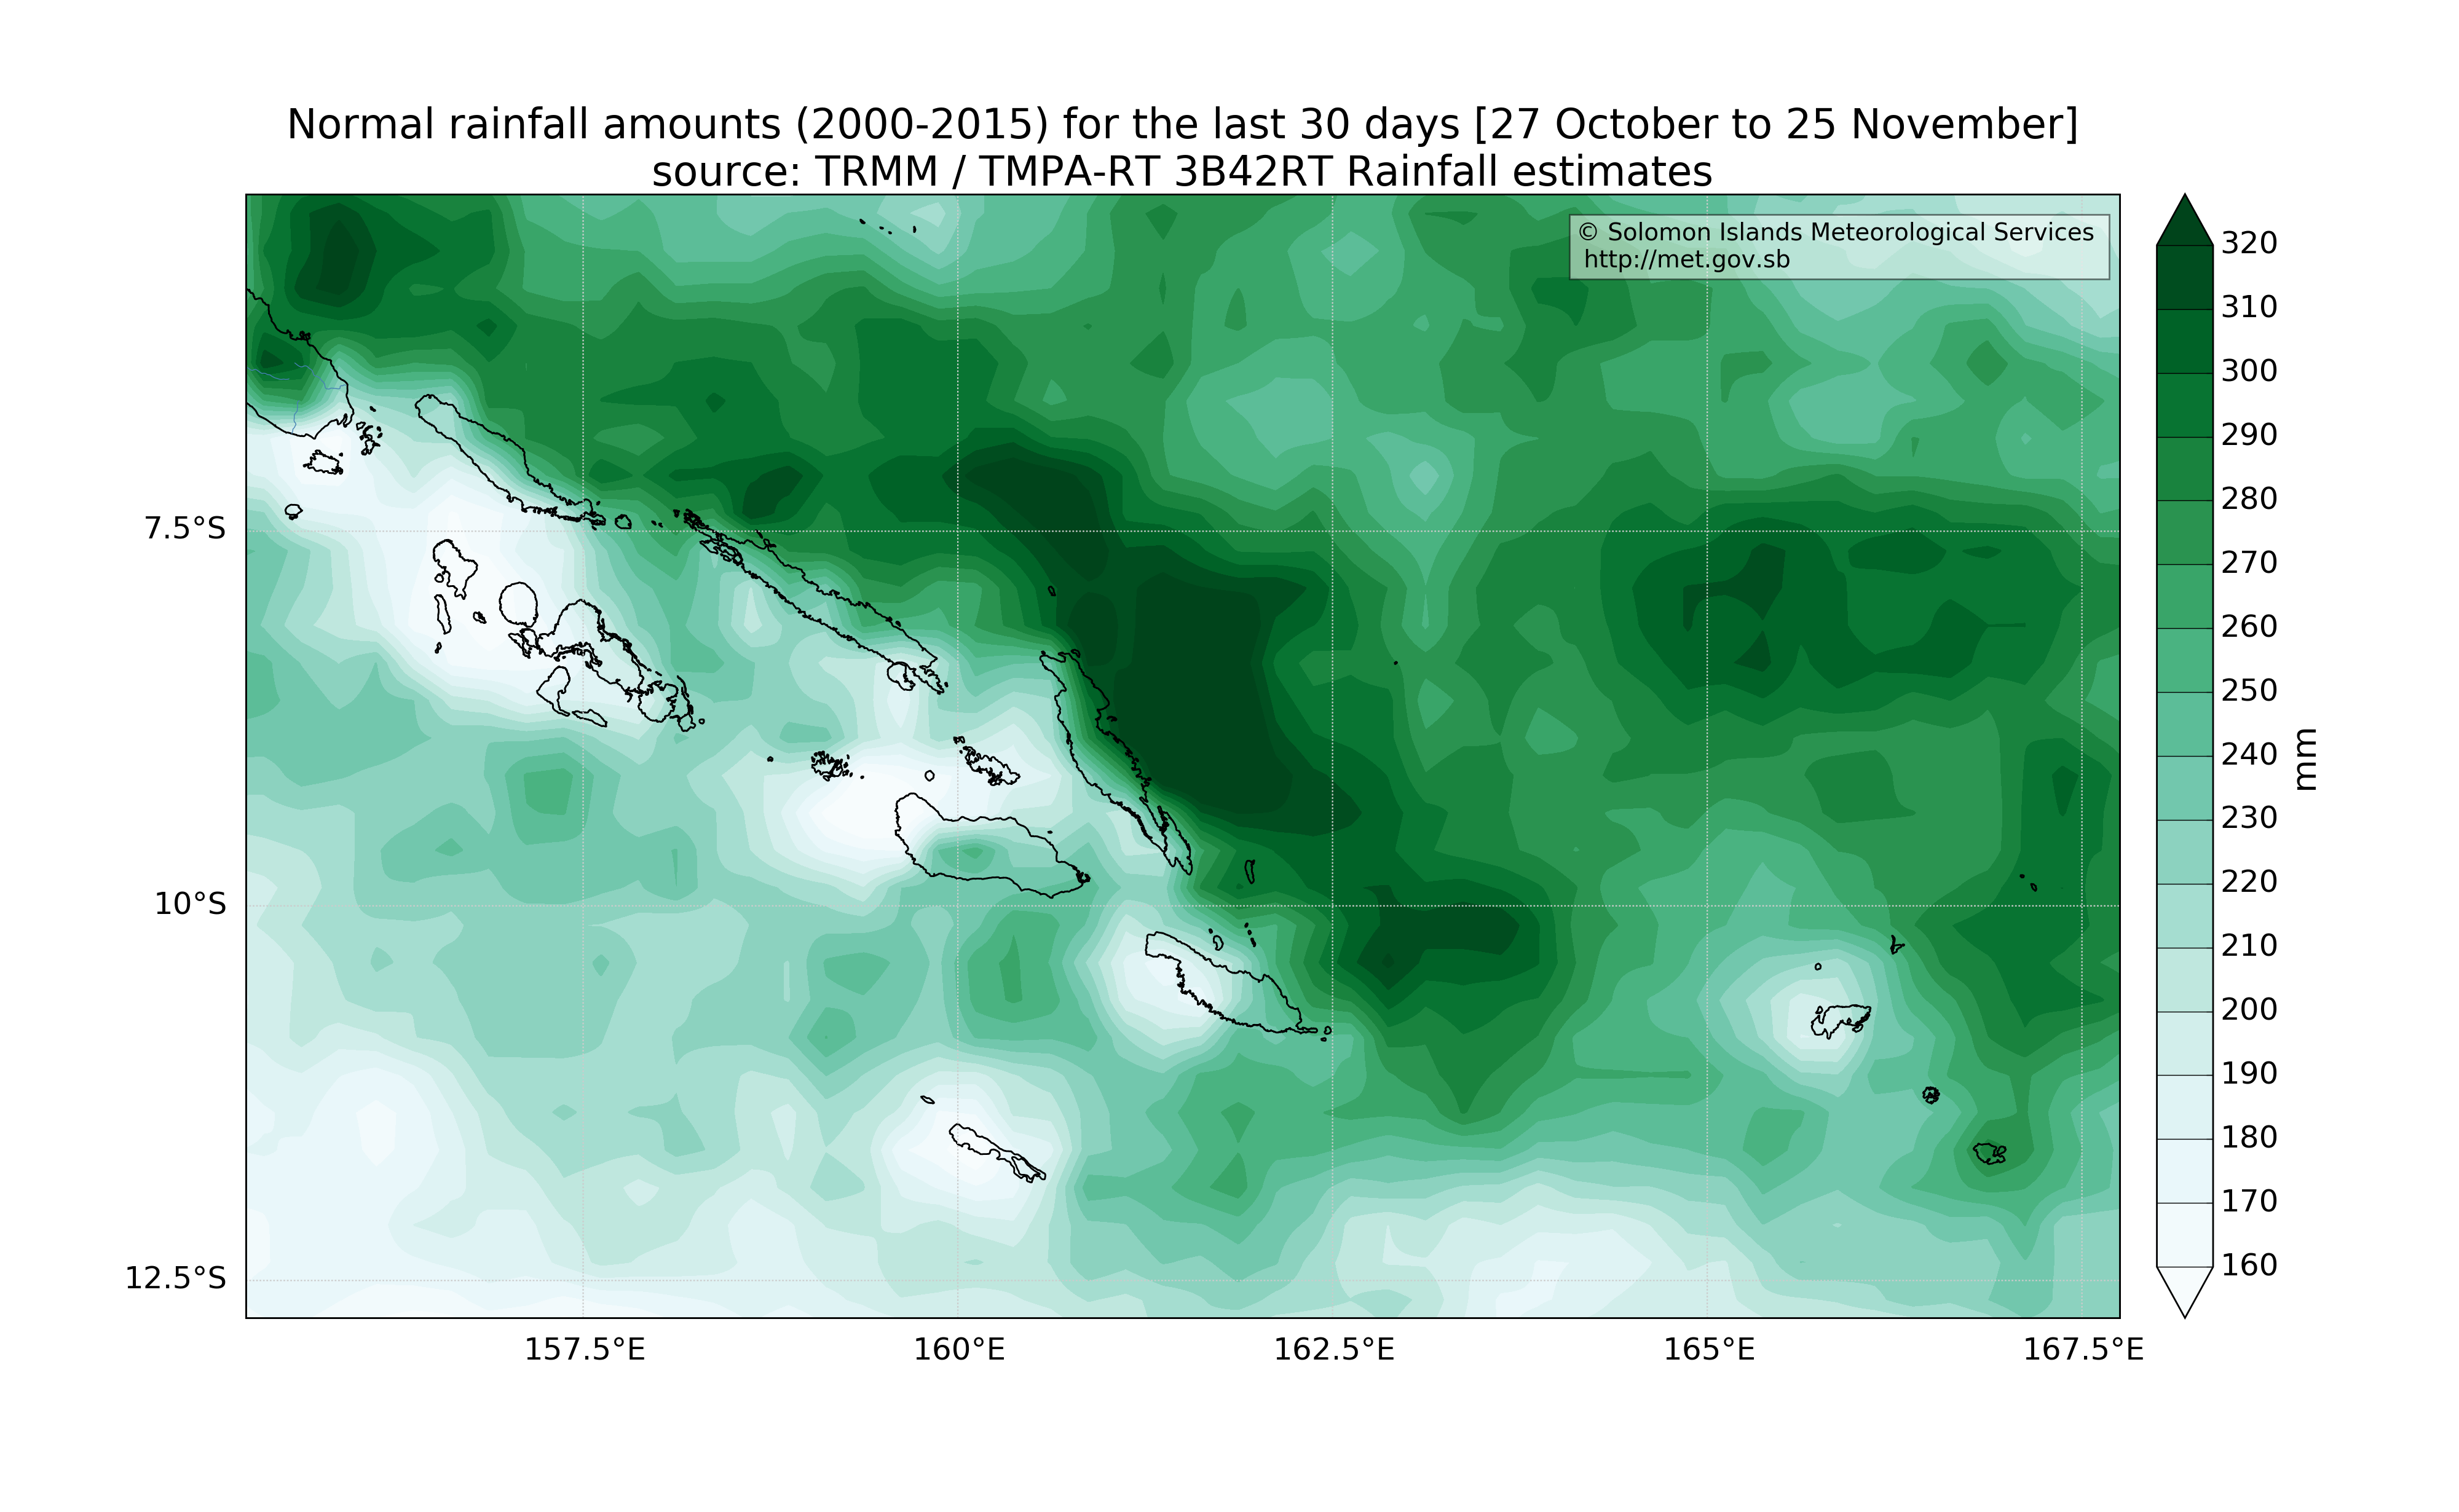 Normal rainfall amounts (2000-2015) for the last 30 days [27 October to 25 November]
source: TRMM / TMPA-RT 3B42RT Rainfall estimates
© Solomon Islands Meteorological Services
http://met.gov.sb
7.5°S
10°S
12.5°S
157.5°E
160°E
162.5°E
165°E
167.5°E
320
310
300
290
280
270
260
250
240
230
220
210
200
190
180
170
160
mm